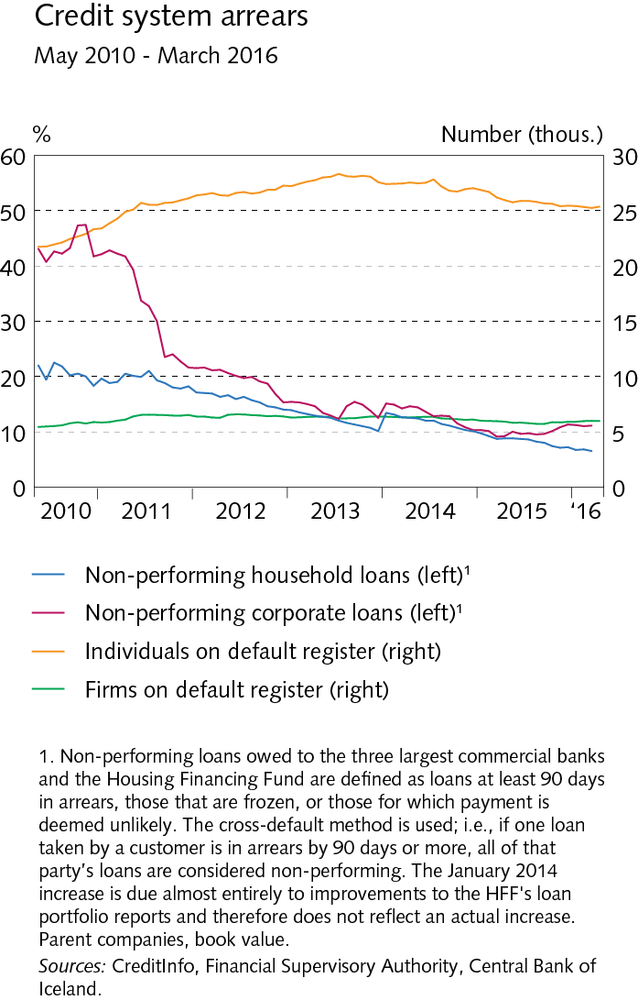 Credit system arrears
May 2010 - March 2016
% Number (thous.)
60 30
50 25
40 20
30 15
20 10
10 5
0 0
2010 2011 2012 2013 2014 2015 ‘16
Non-performing household loans (left)¹
Non-performing corporate loans (left)¹
Individuals on default register (right)
Firms on default register (right)
1. Non-performing loans owed to the three largest commercial banks
and the Housing Financing Fund are defined as loans at least 90 days
in arrears, those that are frozen, or those for which payment is
deemed unlikely. The cross-default method is used; i.e., if one loan
taken by a customer is in arrears by 90 days or more, all of that
party’s loans are considered non-performing. The January 2014
increase is due almost entirely to improvements to the HFF's loan
portfolio reports and therefore does not reflect an actual increase.
Parent companies, book value.
Sources: CreditInfo, Financial Supervisory Authority, Central Bank of
Iceland.